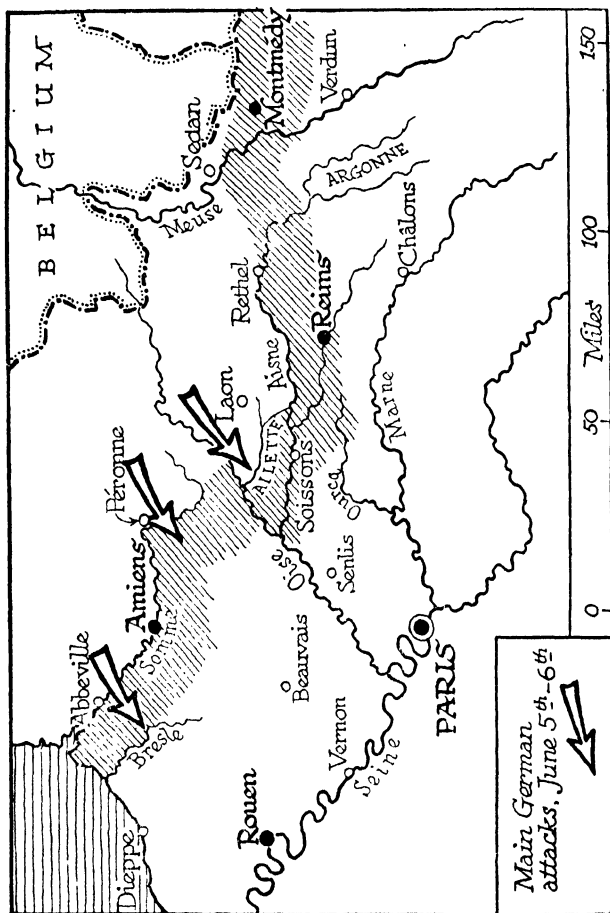 BELGIUM
Dieppe
Abbeville
Bresle
Somme
Amiens
Péronne
Rouen
Beauvais
Vernon
Seine
Oise
Senlis
PARIS
AILETTE
Laon
Soissons
Ourcq
Aisne
Marne
Rethel
Reims
Châlons
ARGONNE
Meuse
Sedan
Montmédy
Verdun
Main German
attacks, June 5th-6th
0 50 Miles 100 150